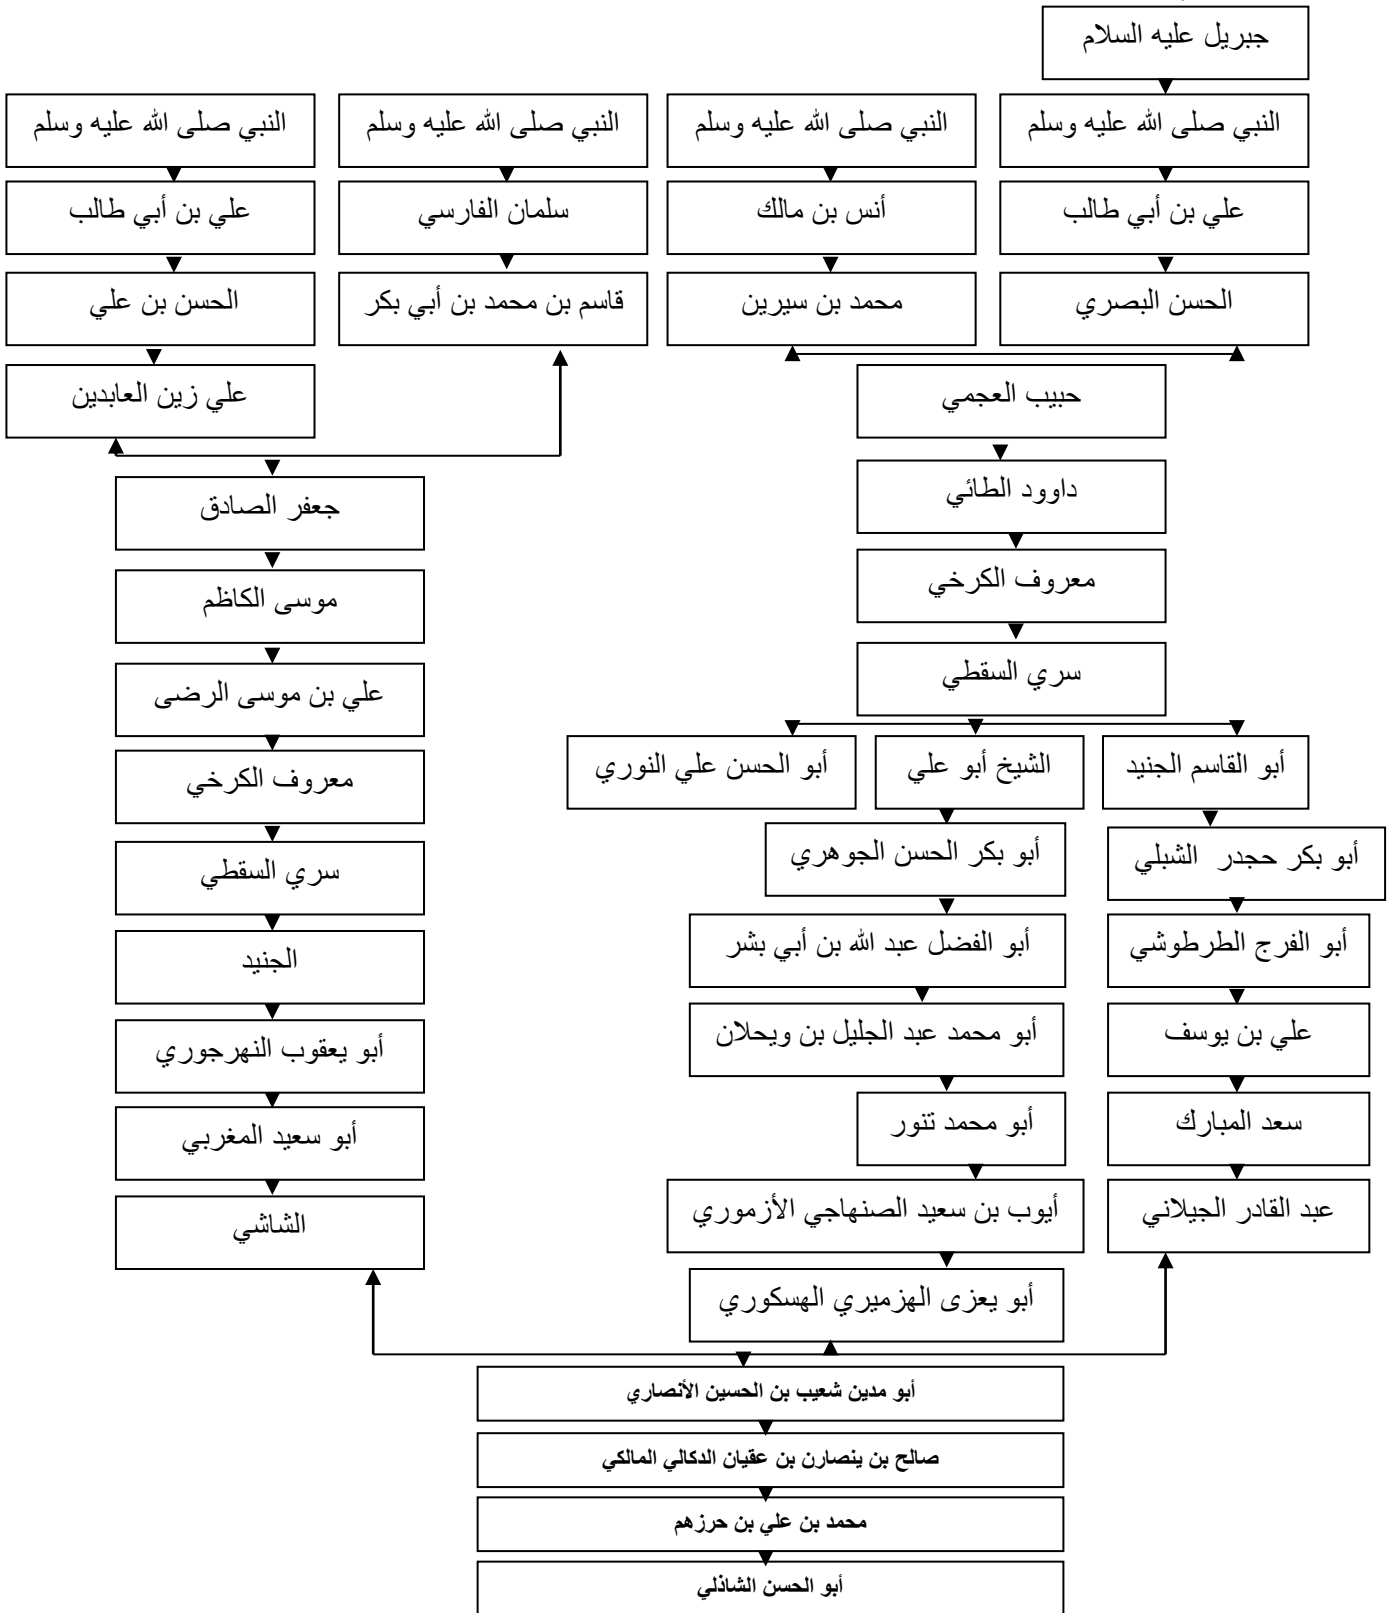 جبريل عليه السلام
النبي صلى الله عليه وسلم
النبي صلى الله عليه وسلم
النبي صلى الله عليه وسلم
النبي صلى الله عليه وسلم
علي بن أبي طالب
أنس بن مالك
سلمان الفارسي
علي بن أبي طالب
الحسن البصري
محمد بن سيرين
قاسم بن محمد بن أبي بكر
الحسن بن علي
حبيب العجمي
علي زين العابدين
داوود الطائي
جعفر الصادق
معروف الكرخي
موسى الكاظم
سري السقطي
علي بن موسى الرضى
أبو القاسم الجنيد
الشيخ أبو علي
أبو الحسن علي النوري
معروف الكرخي
أبو بكر حجدر الشبلي
أبو بكر الحسن الجوهري
سري السقطي
أبو الفرج الطرطوشي
أبو الفضل عبد الله بن أبي بشر
الجنيد
علي بن يوسف
أبو محمد عبد الجليل بن ويحلان
أبو يعقوب النهرجوري
سعد المبارك
أبو محمد تنور
أبو سعيد المغربي
عبد القادر الجيلاني
أيوب بن سعيد الصنهاجي الأزموري
الشاشي
أبو يعزى الهزميري الهسكوري
أبو مدين شعيب بن الحسين الأنصاري
صالح بن ينصارن بن عقيان الدكالي المالكي
محمد بن علي بن حرزهم
أبو الحسن الشاذلي